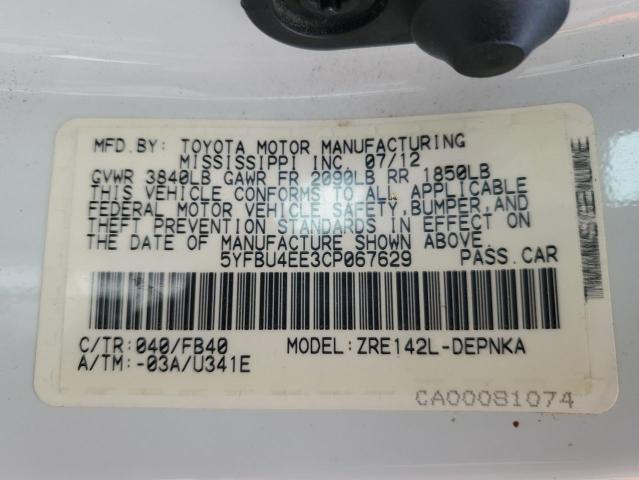 MFD.BY: TOYOTA MOTOR MANUFACTURING
MISSISSIPPI INC. 07/12
GVWR 3840LB GAWR FR 2090LB RR 1850LB
THIS VEHICLE CONFORMS TO ALL APPLICABLE
FEDERAL MOTOR VEHICLE SAFETY,BUMPER,AND
THEFT PREVENTION STANDARDS IN EFFECT ON
THE DATE OF MANUFACTURE SHOWN ABOVE.
5YFBU4EE3CP067629 PASS.CAR
C/TR:040/FB40 MODEL:ZRE142L-DEPNKA
A/TM:-03A/U341E
CA00081074